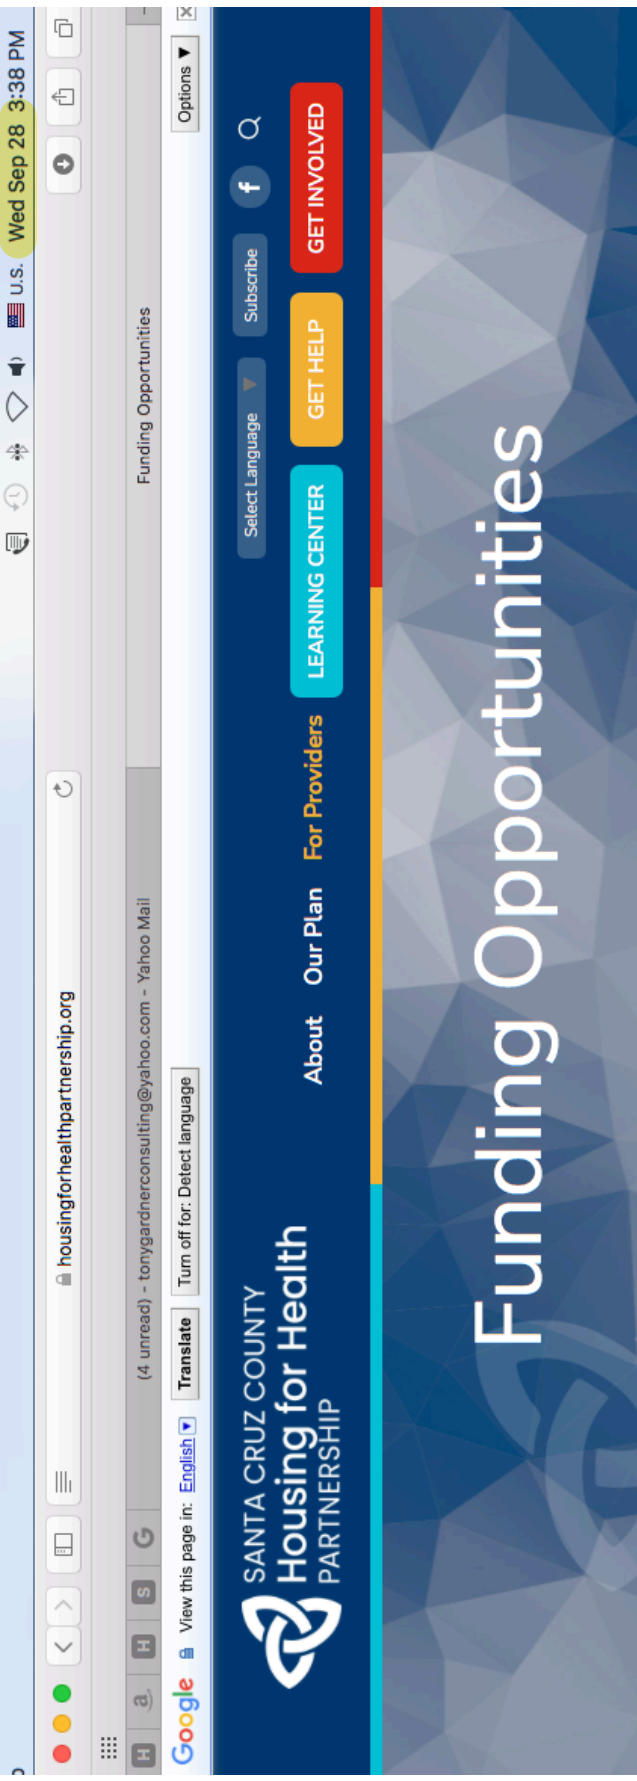 U.S. Wed Sep 28 3:38 PM
housingforhealthpartnership.org
H a H S G (4 unread) - tonygardnerconsulting@yahoo.com - Yahoo Mail Funding Opportunities
Google View this page in: English Translate Turn off for: Detect language Options
Select Language Subscribe f
SANTA CRUZ COUNTY
Housing for Health
PARTNERSHIP
About Our Plan For Providers LEARNING CENTER GET HELP GET INVOLVED
Funding Opportunities